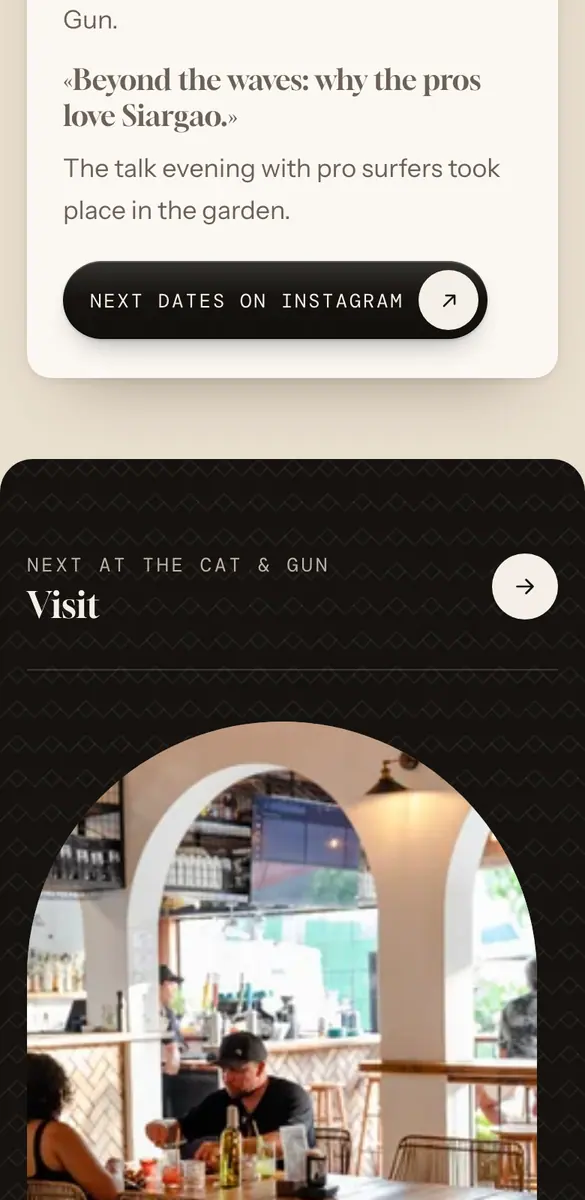 Gun.
«Beyond the waves: why the pros
love Siargao.»
The talk evening with pro surfers took
place in the garden.
NEXT DATES ON INSTAGRAM
NEXT AT THE CAT & GUN
Visit